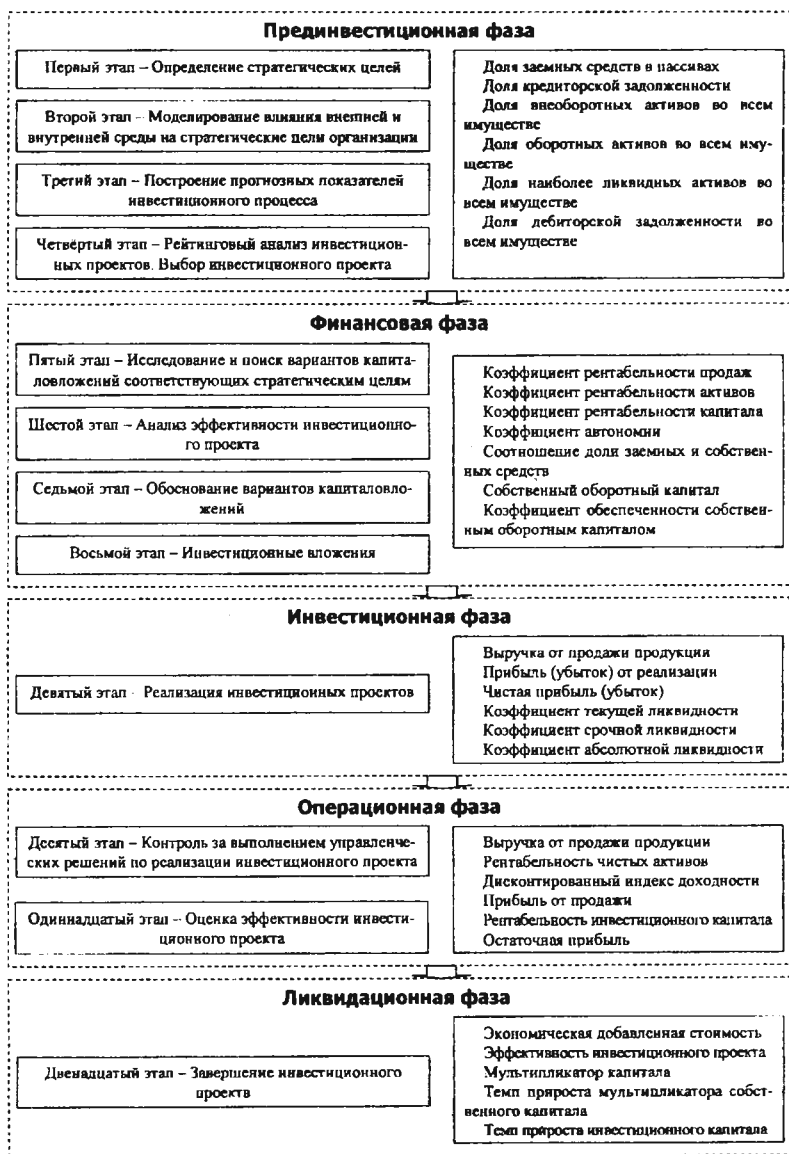 Прединвестиционная фаза
Первый этап – Определение стратегических целей
Второй этап – Моделирование влияния внешней и
внутренней среды на стратегические цели организации
Третий этап – Построение прогнозных показателей
инвестиционного процесса
Четвёртый этап – Рейтинговый анализ инвестицион-
ных проектов. Выбор инвестиционного проекта
Доля заемных средств в пассивах
Доля кредиторской задолженности
Доля внеоборотных активов во всем
имуществе
Доля оборотных активов во всем иму-
ществе
Доля наиболее ликвидных активов во
всем имуществе
Доля дебиторской задолженности во
всем имуществе
Финансовая фаза
Пятый этап – Исследование и поиск вариантов капита-
ловложений соответствующих стратегическим целям
Шестой этап – Анализ эффективности инвестиционно-
го проекта
Седьмой этап – Обоснование вариантов капиталовло-
жений
Восьмой этап – Инвестиционные вложения
Коэффициент рентабельности продаж
Коэффициент рентабельности активов
Коэффициент рентабельности капитала
Коэффициент автономии
Соотношение доли заемных и собствен-
ных средств
Собственный оборотный капитал
Коэффициент обеспеченности собствен-
ным оборотным капиталом
Инвестиционная фаза
Девятый этап – Реализация инвестиционных проектов
Выручка от продажи продукции
Прибыль (убыток) от реализации
Чистая прибыль (убыток)
Коэффициент текущей ликвидности
Коэффициент срочной ликвидности
Коэффициент абсолютной ликвидности
Операционная фаза
Десятый этап – Контроль за выполнением управленче-
ских решений по реализации инвестиционного проекта
Одиннадцатый этап – Оценка эффективности инвести-
ционного проекта
Выручка от продажи продукции
Рентабельность чистых активов
Дисконтированный индекс доходности
Прибыль от продажи
Рентабельность инвестиционного капитала
Остаточная прибыль
Ликвидационная фаза
Двенадцатый этап – Завершение инвестиционного
проектв
Экономическая добавленная стоимость
Эффективность инвестиционного проекта
Мультипликатор капитала
Темп прироста мультипликатора собст-
венного капитала
Темп прироста инвестиционного капитала